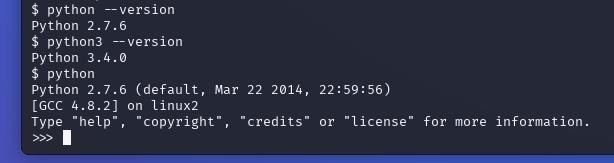 $ python --version
Python 2.7.6
$ python3 --version
Python 3.4.0
$ python
Python 2.7.6 (default, Mar 22 2014, 22:59:56)
[GCC 4.8.2] on linux2
Type "help", "copyright", "credits" or "license" for more information.
>>>